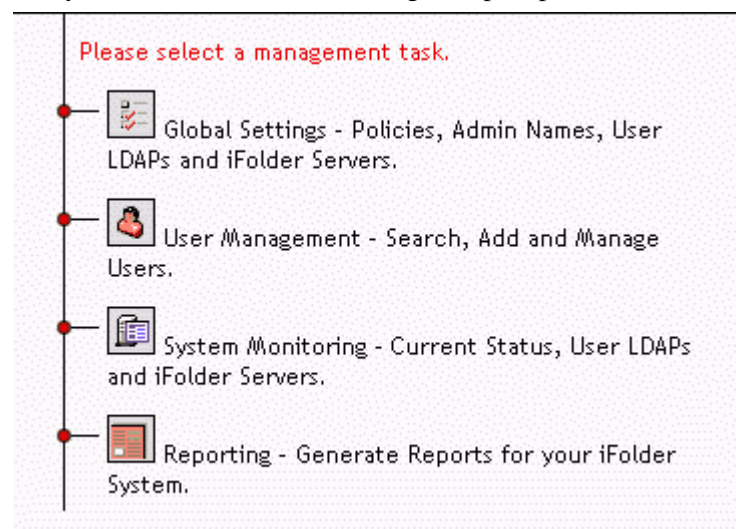 Please select a management task.
Global Settings - Policies, Admin Names, User
LDAPs and iFolder Servers.
User Management - Search, Add and Manage
Users.
System Monitoring - Current Status, User LDAPs
and iFolder Servers.
Reporting - Generate Reports for your iFolder
System.